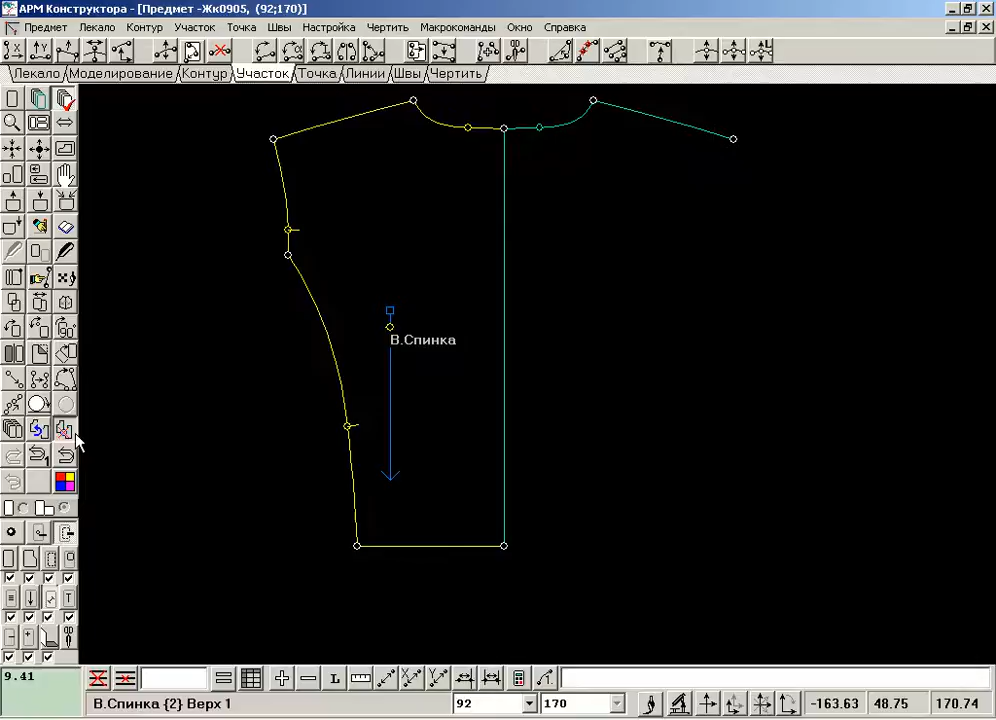 АРМ Конструктора - [Предмет -Жк0905, (92;170)]
Предмет Лекало Контур Участок Точка Швы Настройка Чертить Макрокоманды Окно Справка
Лекало Моделирование Контур Участок Точка Линии Швы Чертить
В.Спинка
9.41
L
В.Спинка {2} Верх 1 92 170 -163.63 48.75 170.74